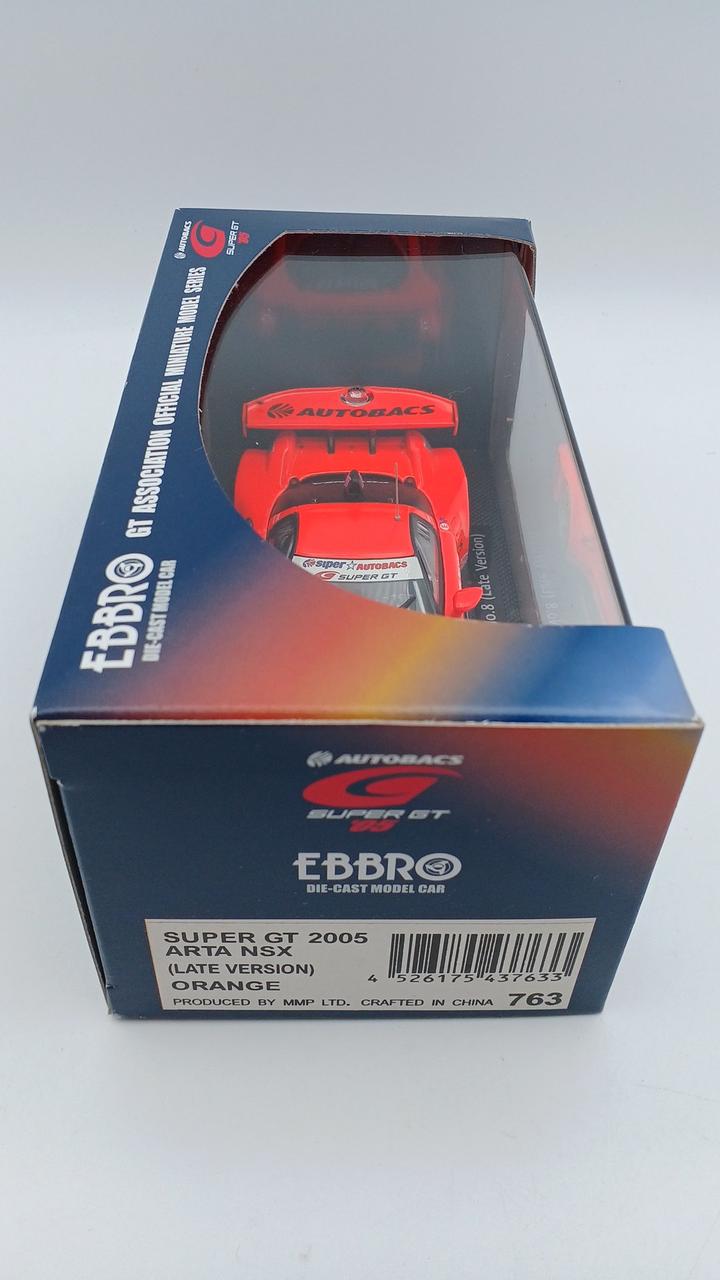 AUTOBACS
SUPER GT
'05
GT ASSOCIATION OFFICIAL MINIATURE MODEL SERIES
EBBRO
DIE-CAST MODEL CAR
AUTOBACS
super AUTOBACS
SUPER GT
o.8 (Late Version)
AUTOBACS
SUPER GT
'05
EBBRO
DIE-CAST MODEL CAR
SUPER GT 2005
ARTA NSX
(LATE VERSION)
ORANGE
4 526175 437633
PRODUCED BY MMP LTD. CRAFTED IN CHINA 763